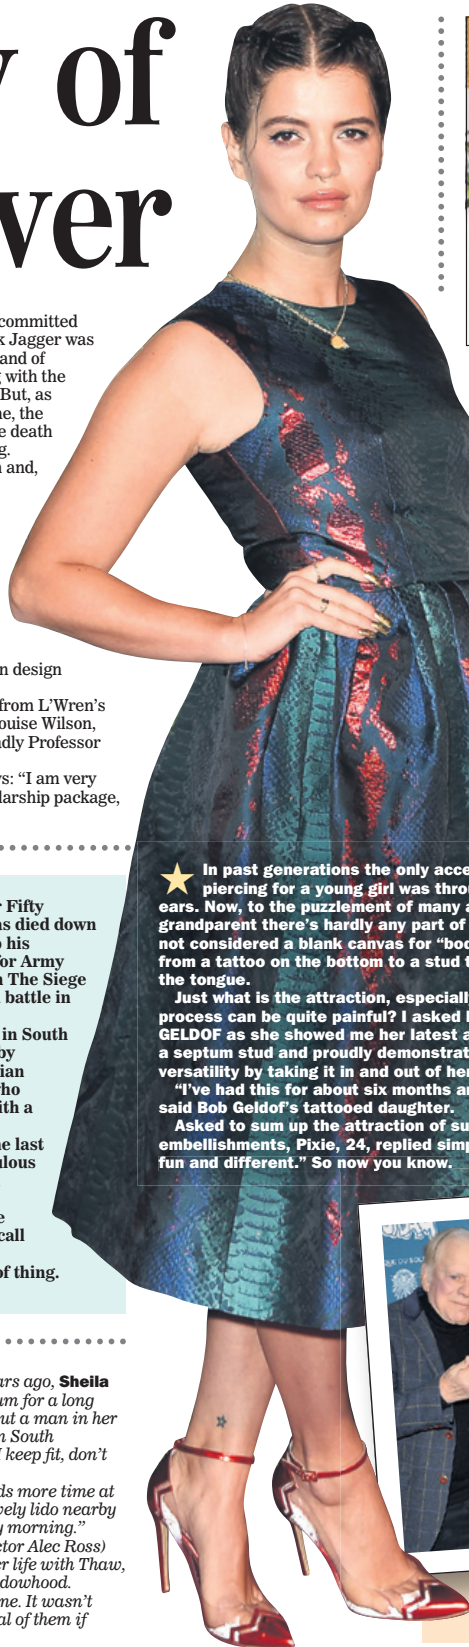 y of
wer
committed
k Jagger was
and of
g with the
But, as
ne, the
e death
g.
n and,
n design
from L'Wren's
ouise Wilson,
adly Professor
ys: "I am very
larship package,
r Fifty
as died down
o his
for Army
n The Siege
battle in
in South
by
ian
who
ith a
ne last
ulous
e
call
of thing.
ars ago, Sheila
um for a long
out a man in her
n South
I keep fit, don't
ds more time at
vely lido nearby
y morning."
ctor Alec Ross)
er life with Thaw,
dowhood.
ne. It wasn't
al of them if
In past generations the only acce
piercing for a young girl was throu
ears. Now, to the puzzlement of many a
grandparent there's hardly any part of
not considered a blank canvas for "bod
from a tattoo on the bottom to a stud t
the tongue.
Just what is the attraction, especially
process can be quite painful? I asked
GELDOF as she showed me her latest a
a septum stud and proudly demonstrat
versatility by taking it in and out of her
"I've had this for about six months an
said Bob Geldof's tattooed daughter.
Asked to sum up the attraction of su
embellishments, Pixie, 24, replied simp
fun and different." So now you know.